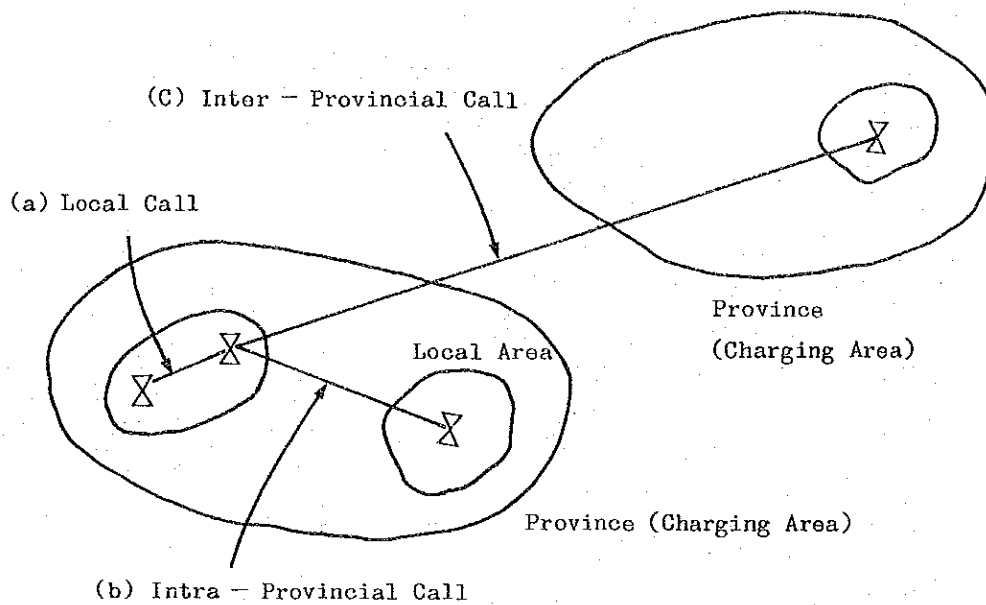 (C) Inter — Provincial Call
(a) Local Call
Province
(Charging Area)
Local Area
Province (Charging Area)
(b) Intra — Provincial Call